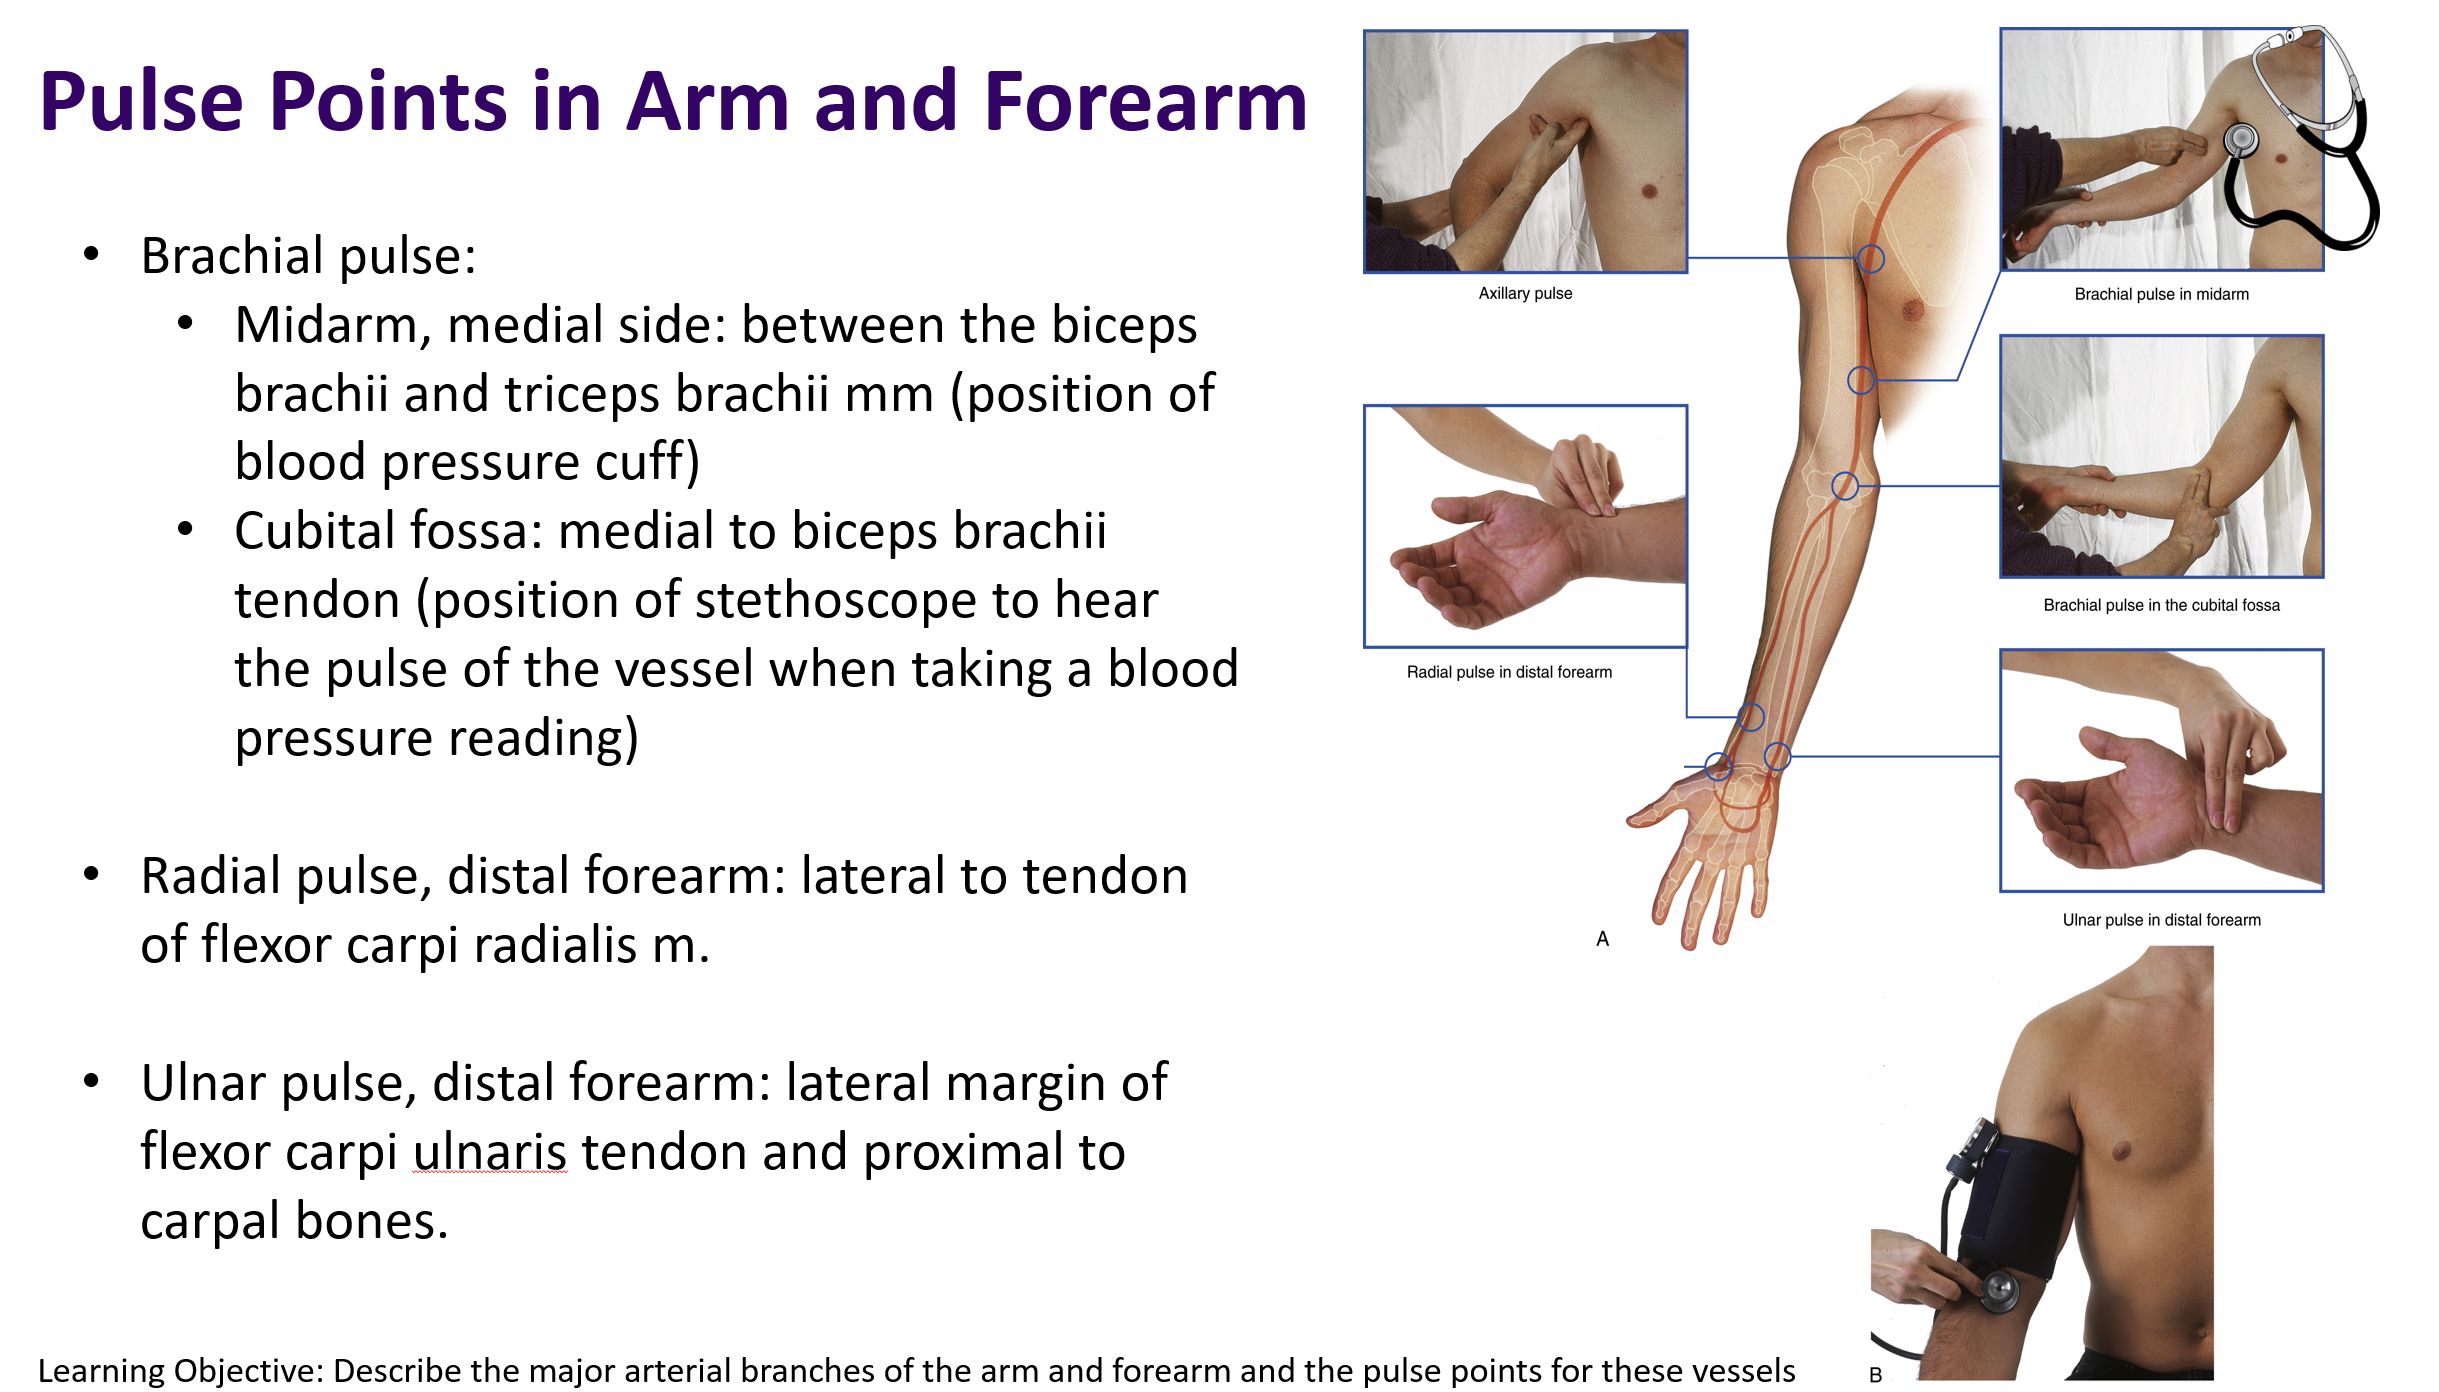 Pulse Points in Arm and Forearm
• Brachial pulse:
• Midarm, medial side: between the biceps
brachii and triceps brachii mm (position of
blood pressure cuff)
• Cubital fossa: medial to biceps brachii
tendon (position of stethoscope to hear
the pulse of the vessel when taking a blood
pressure reading)
• Radial pulse, distal forearm: lateral to tendon
of flexor carpi radialis m.
• Ulnar pulse, distal forearm: lateral margin of
flexor carpi ulnaris tendon and proximal to
carpal bones.
Learning Objective: Describe the major arterial branches of the arm and forearm and the pulse points for these vessels
Axillary pulse
Brachial pulse in midarm
Radial pulse in distal forearm
Brachial pulse in the cubital fossa
Ulnar pulse in distal forearm
A
B